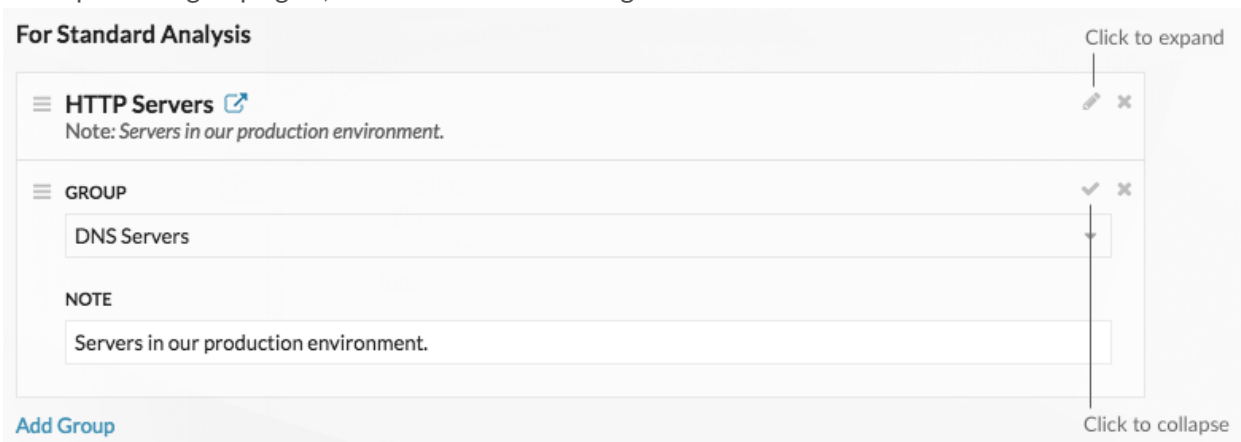 For Standard Analysis
Click to expand
HTTP Servers
Note: Servers in our production environment.
GROUP
DNS Servers
NOTE
Servers in our production environment.
Add Group
Click to collapse